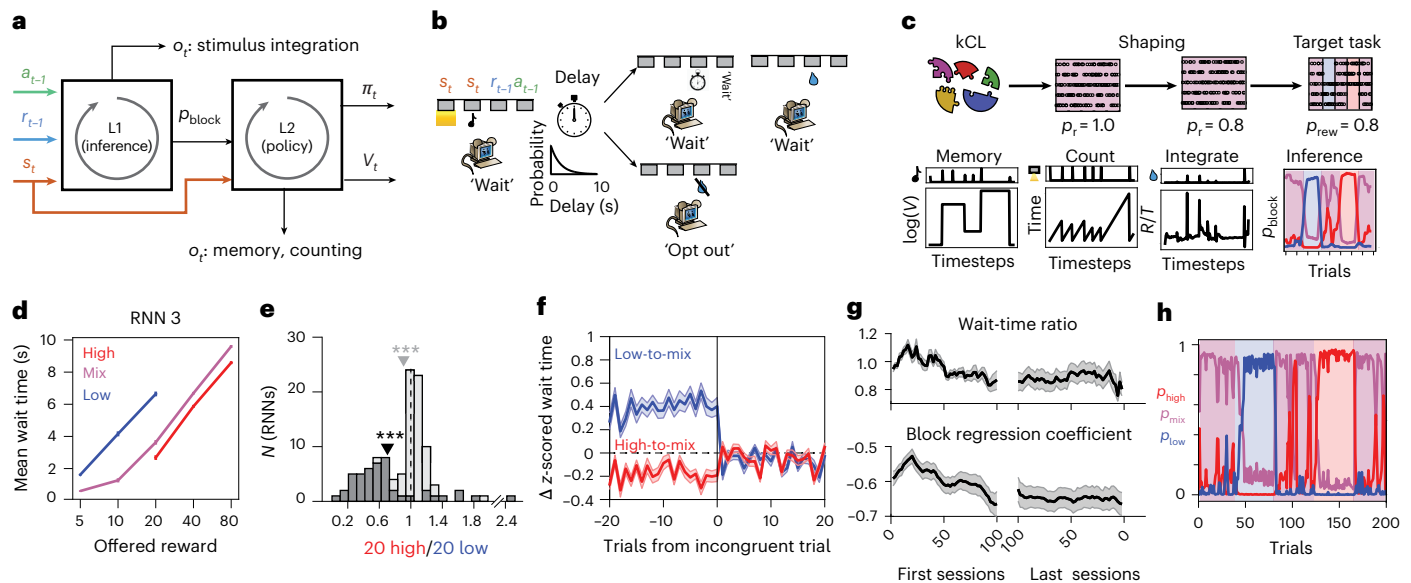 a
o_t: stimulus integration
a_{t–1}
r_{t–1}
s_t
L1
(inference)
p_block
L2
(policy)
π_t
V_t
o_t: memory, counting
b
s_t s_t r_{t–1} a_{t–1}
'Wait'
Delay
Probability
0 10
Delay (s)
'Wait'
'Wait'
'Wait'
'Opt out'
c
kCL
Shaping
Target task
p_r = 1.0
p_r = 0.8
p_rew = 0.8
Memory
log(V)
Timesteps
Count
Time
Timesteps
Integrate
R/T
Timesteps
Inference
p_block
Trials
d
RNN 3
Mean wait time (s)
10
8
6
4
2
0
High
Mix
Low
5 10 20 40 80
Offered reward
e
N (RNNs)
30
20
10
0
***
***
0.2 0.6 1 1.4 1.8 2.4
20 high/20 low
f
Δ z-scored wait time
1
0.8
0.6
0.4
0.2
0
–0.2
–0.4
Low-to-mix
High-to-mix
–20 –10 0 10 20
Trials from incongruent trial
g
Wait-time ratio
1.2
1.0
0.8
Block regression coefficient
–0.5
–0.6
–0.7
0 50 100 100 50 0
First sessions Last sessions
h
1
0
p_high
p_mix
p_low
0 50 100 150 200
Trials